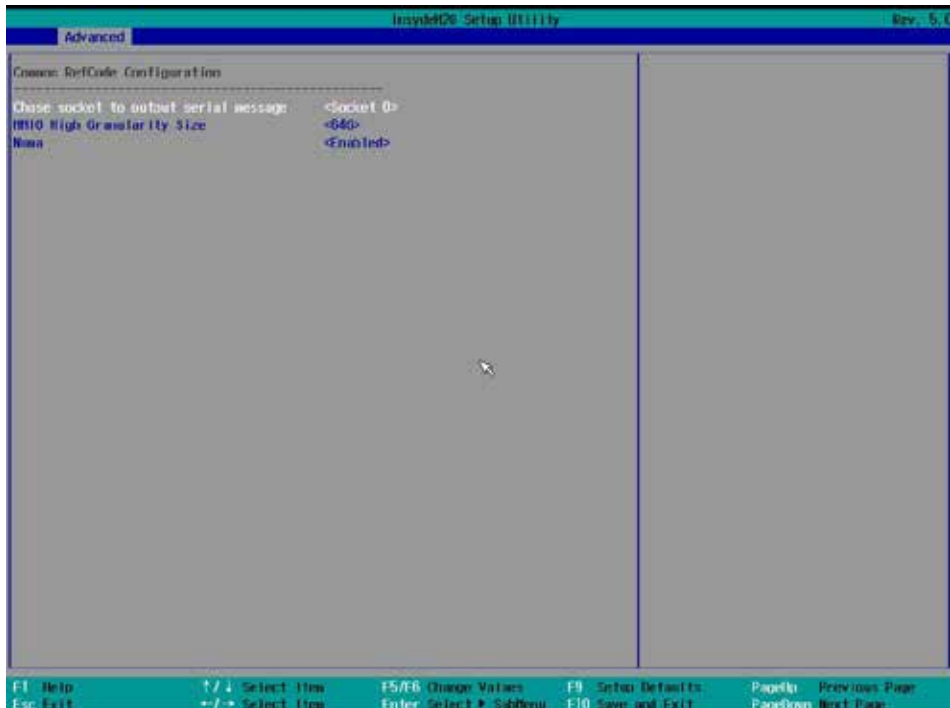 InsydeH20 Setup Utility Rev. 5.0
Advanced
Common RefCode Configuration
--------------------------------------------------------------
Chose socket to output serial message <Socket 0>
MMIO High Granularity Size <64G>
Numa <Enabled>
F1 Help ↑/↓ Select Item F5/F6 Change Values F9 Setup Defaults PageUp Previous Page
Esc Exit ←/→ Select Item Enter Select ▶ SubMenu F10 Save and Exit PageDown Next Page